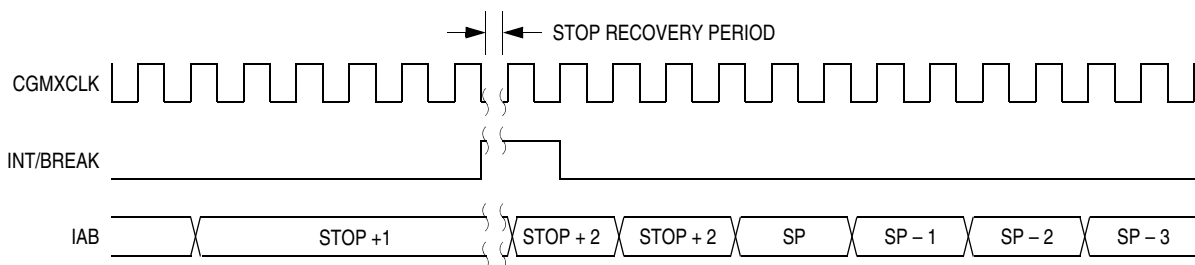 STOP RECOVERY PERIOD
CGMXCLK
INT/BREAK
IAB STOP +1 STOP + 2 STOP + 2 SP SP – 1 SP – 2 SP – 3